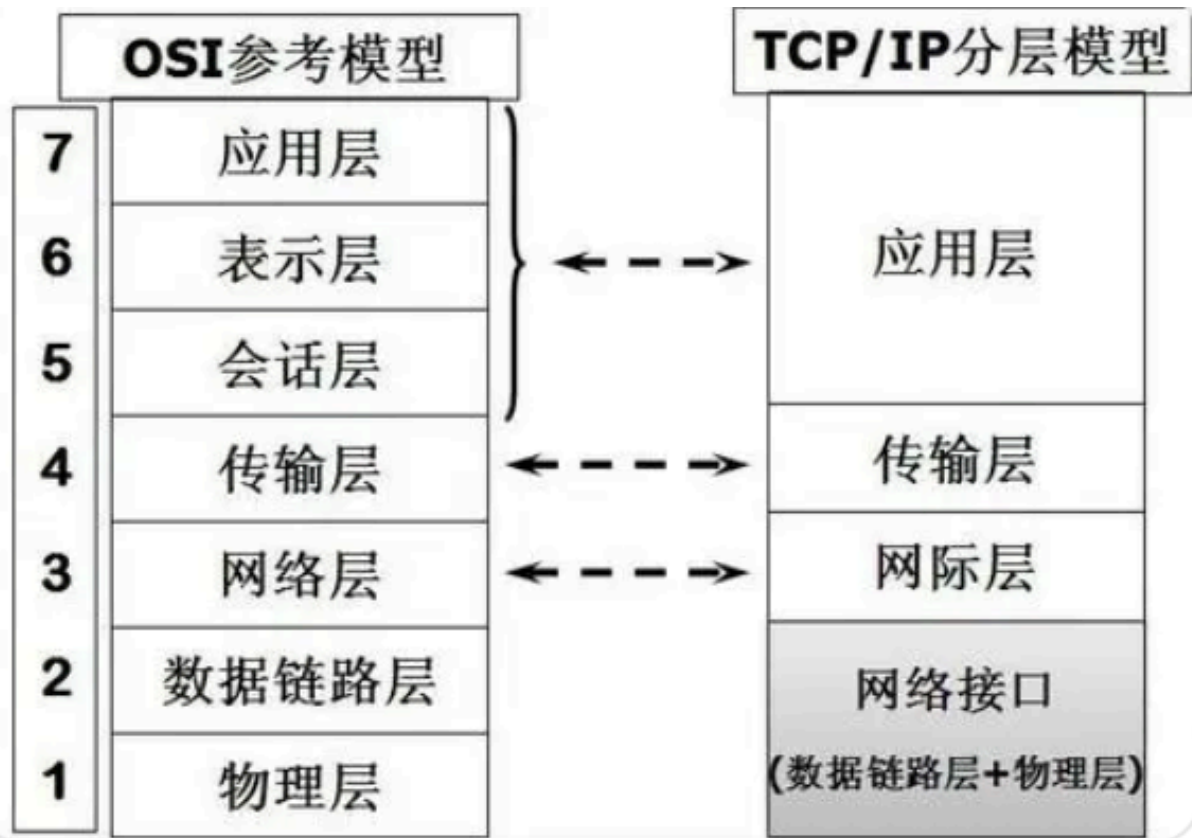 OSI参考模型
7
应用层
6
表示层
5
会话层
4
传输层
3
网络层
2
数据链路层
1
物理层
TCP/IP分层模型
应用层
传输层
网际层
网络接口
(数据链路层+物理层)